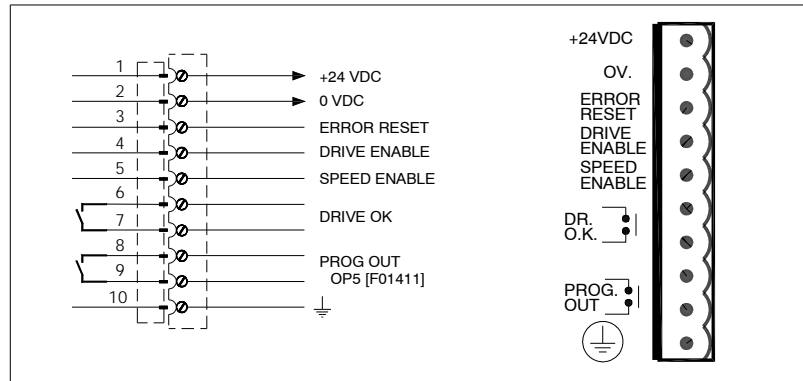 1 +24 VDC
2 0 VDC
3 ERROR RESET
4 DRIVE ENABLE
5 SPEED ENABLE
6
DRIVE OK
7
8
PROG OUT
9 OP5 [F01411]
10
+24VDC
OV.
ERROR
RESET
DRIVE
ENABLE
SPEED
ENABLE
DR.
O.K.
PROG.
OUT